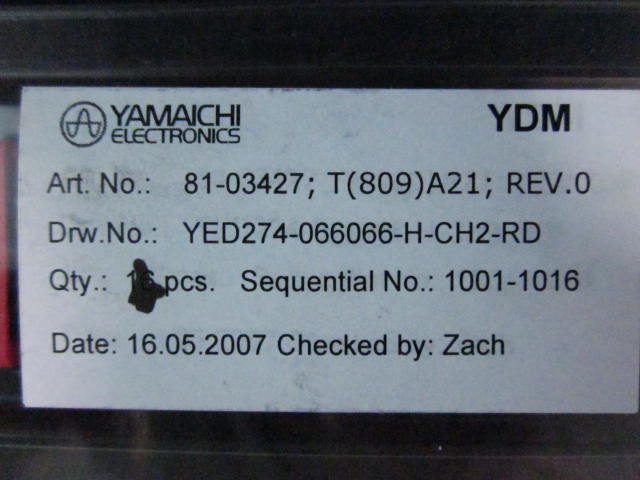 YAMAICHI
ELECTRONICS
YDM
Art. No.: 81-03427; T(809)A21; REV.0
Drw.No.: YED274-066066-H-CH2-RD
Qty.: 16 pcs. Sequential No.: 1001-1016
Date: 16.05.2007 Checked by: Zach